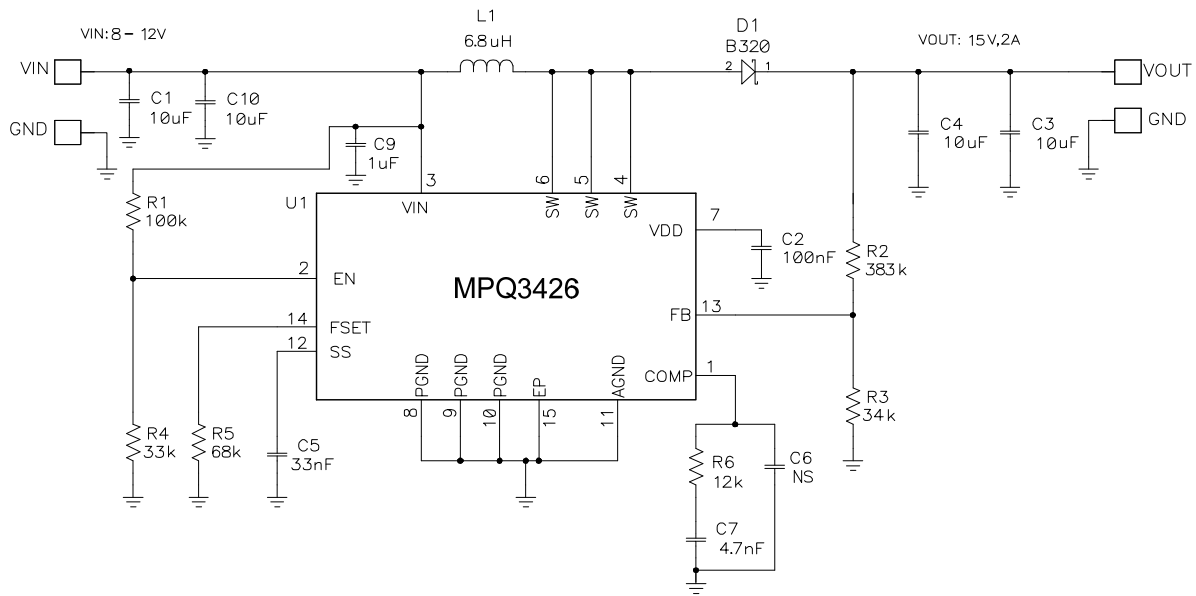 L1
6.8uH
D1
B320
2 1
VIN:8- 12V
VOUT: 15V,2A
VIN
VOUT
C1
10uF
C10
10uF
GND
C9
1uF
C4
10uF
C3
10uF
GND
R1
100k
U1
3
VIN
6
SW
5
SW
4
SW
VDD
7
C2
100nF
R2
383k
2
EN
MPQ3426
FB
13
14
FSET
12
SS
COMP
1
PGND
8
PGND
9
PGND
10
EP
15
AGND
11
R3
34k
R4
33k
R5
68k
C5
33nF
R6
12k
C6
NS
C7
4.7nF